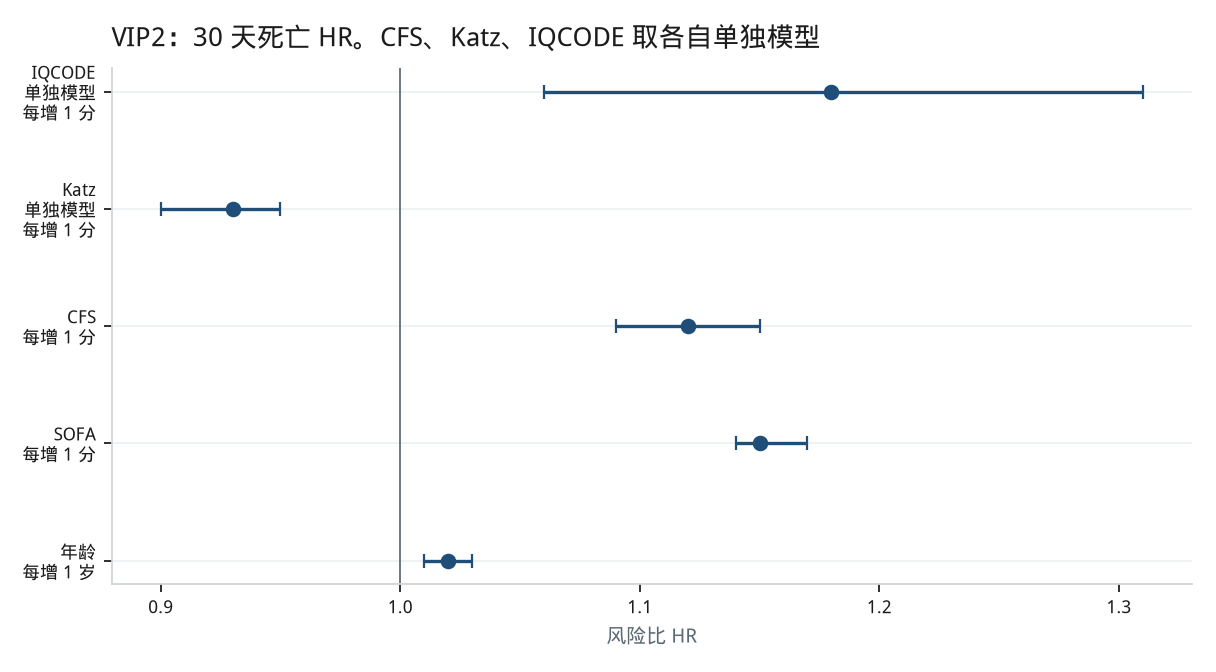 VIP2：30 天死亡 HR。CFS、Katz、IQCODE 取各自单独模型
IQCODE
单独模型
每增 1 分
Katz
单独模型
每增 1 分
CFS
每增 1 分
SOFA
每增 1 分
年龄
每增 1 岁
0.9
1.0
1.1
1.2
1.3
风险比 HR